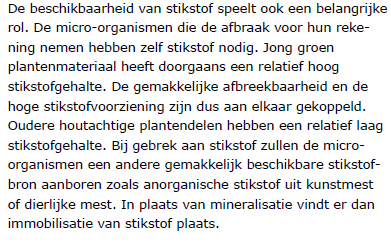 De beschikbaarheid van stikstof speelt ook een belangrijke
rol. De micro-organismen die de afbraak voor hun reke-
ning nemen hebben zelf stikstof nodig. Jong groen
plantenmateriaal heeft doorgaans een relatief hoog
stikstofgehalte. De gemakkelijke afbreekbaarheid en de
hoge stikstofvoorziening zijn dus aan elkaar gekoppeld.
Oudere houtachtige plantendelen hebben een relatief laag
stikstofgehalte. Bij gebrek aan stikstof zullen de micro-
organismen een andere gemakkelijk beschikbare stikstof-
bron aanboren zoals anorganische stikstof uit kunstmest
of dierlijke mest. In plaats van mineralisatie vindt er dan
immobilisatie van stikstof plaats.